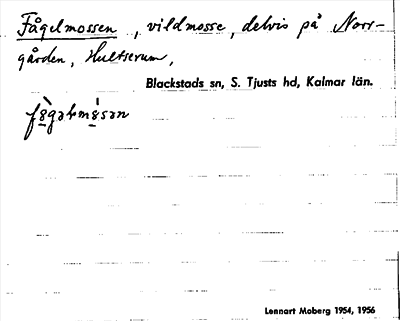 Fågelmossen, vildmosse, delvis på Norr-
gården, Hultserum,
Blackstads sn, S. Tjusts hd, Kalmar län.
Lennart Moberg 1954, 1956